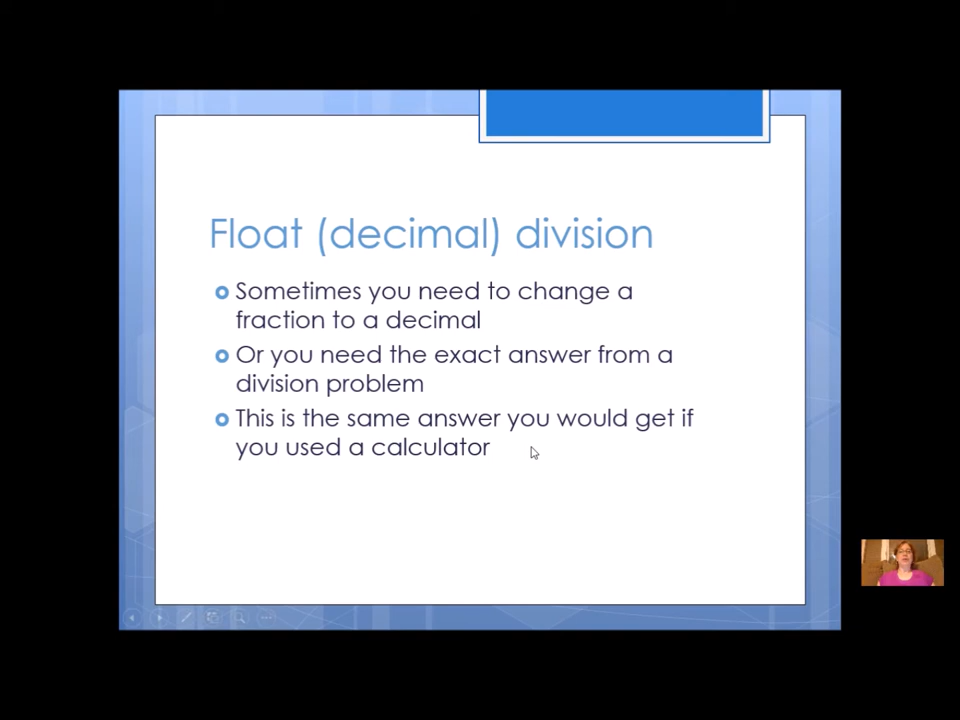 Float (decimal) division
Sometimes you need to change a
fraction to a decimal
Or you need the exact answer from a
division problem
This is the same answer you would get if
you used a calculator